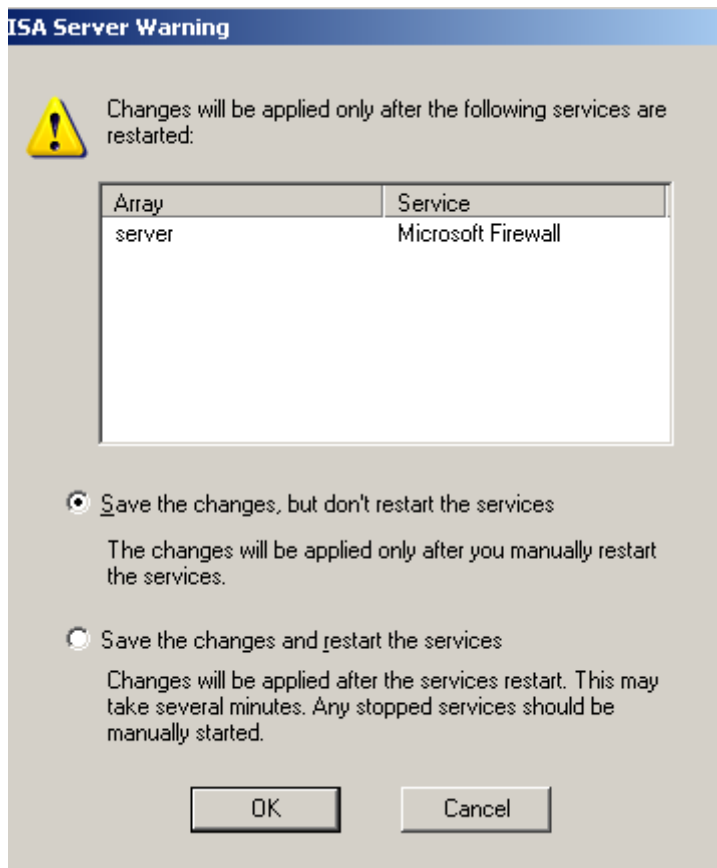 ISA Server Warning
Changes will be applied only after the following services are
restarted:
Array Service
server Microsoft Firewall
Save the changes, but don't restart the services
The changes will be applied only after you manually restart
the services.
Save the changes and restart the services
Changes will be applied after the services restart. This may
take several minutes. Any stopped services should be
manually started.
OK Cancel